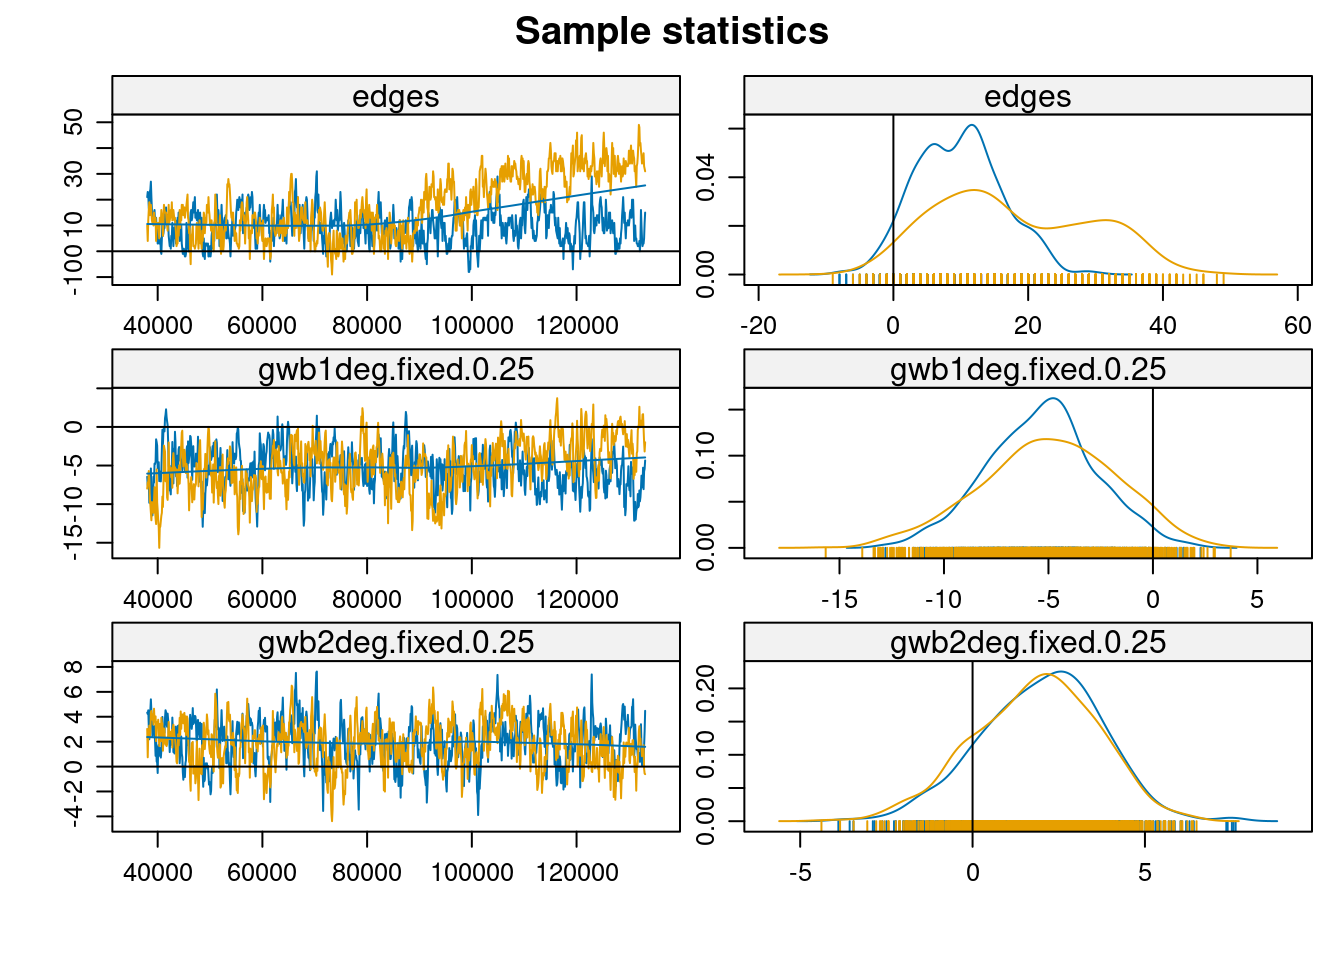 Sample statistics
edges
edges
50
30
10
0
-10
40000 60000 80000 100000 120000
0.04
0.00
-20 0 20 40 60
gwb1deg.fixed.0.25
gwb1deg.fixed.0.25
0
-5
-10
-15
40000 60000 80000 100000 120000
0.10
0.00
-15 -10 -5 0 5
gwb2deg.fixed.0.25
gwb2deg.fixed.0.25
8
6
4
2
0
-2
-4
40000 60000 80000 100000 120000
0.20
0.10
0.00
-5 0 5